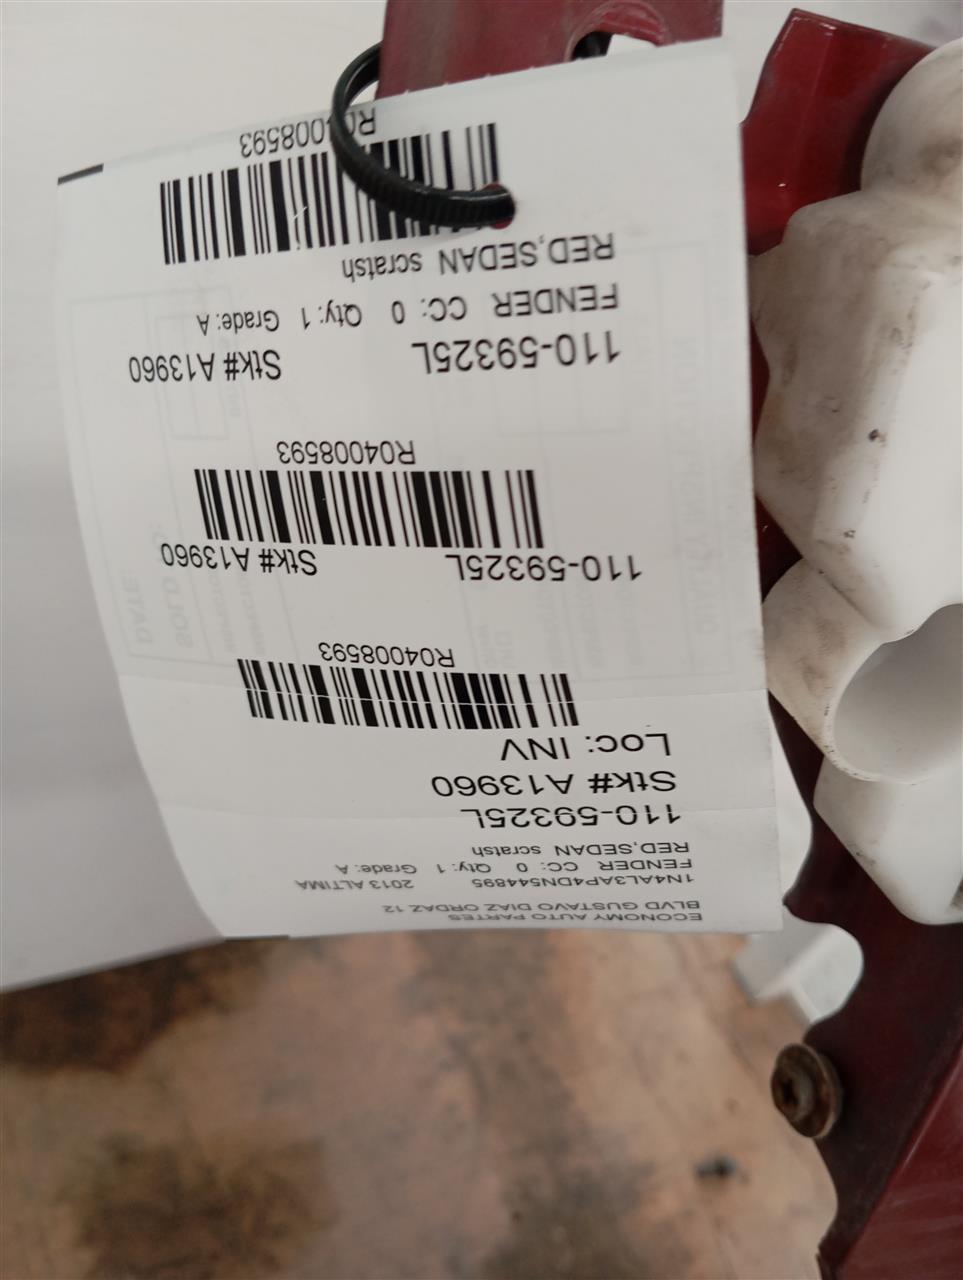 ECONOMY AUTO PARTES
BLVD GUSTAVO DIAZ ORDAZ 12
1N4AL3AP4DN544895 2013 ALTIMA
FENDER CC: 0 Qty: 1 Grade: A
RED,SEDAN scratsh
110-59325L
Stk# A13960
Loc: INV
R04008593
110-59325L Stk# A13960
R04008593
110-59325L Stk# A13960
FENDER CC: 0 Qty: 1 Grade: A
RED,SEDAN scratsh
R04008593
DATE:
SOLD